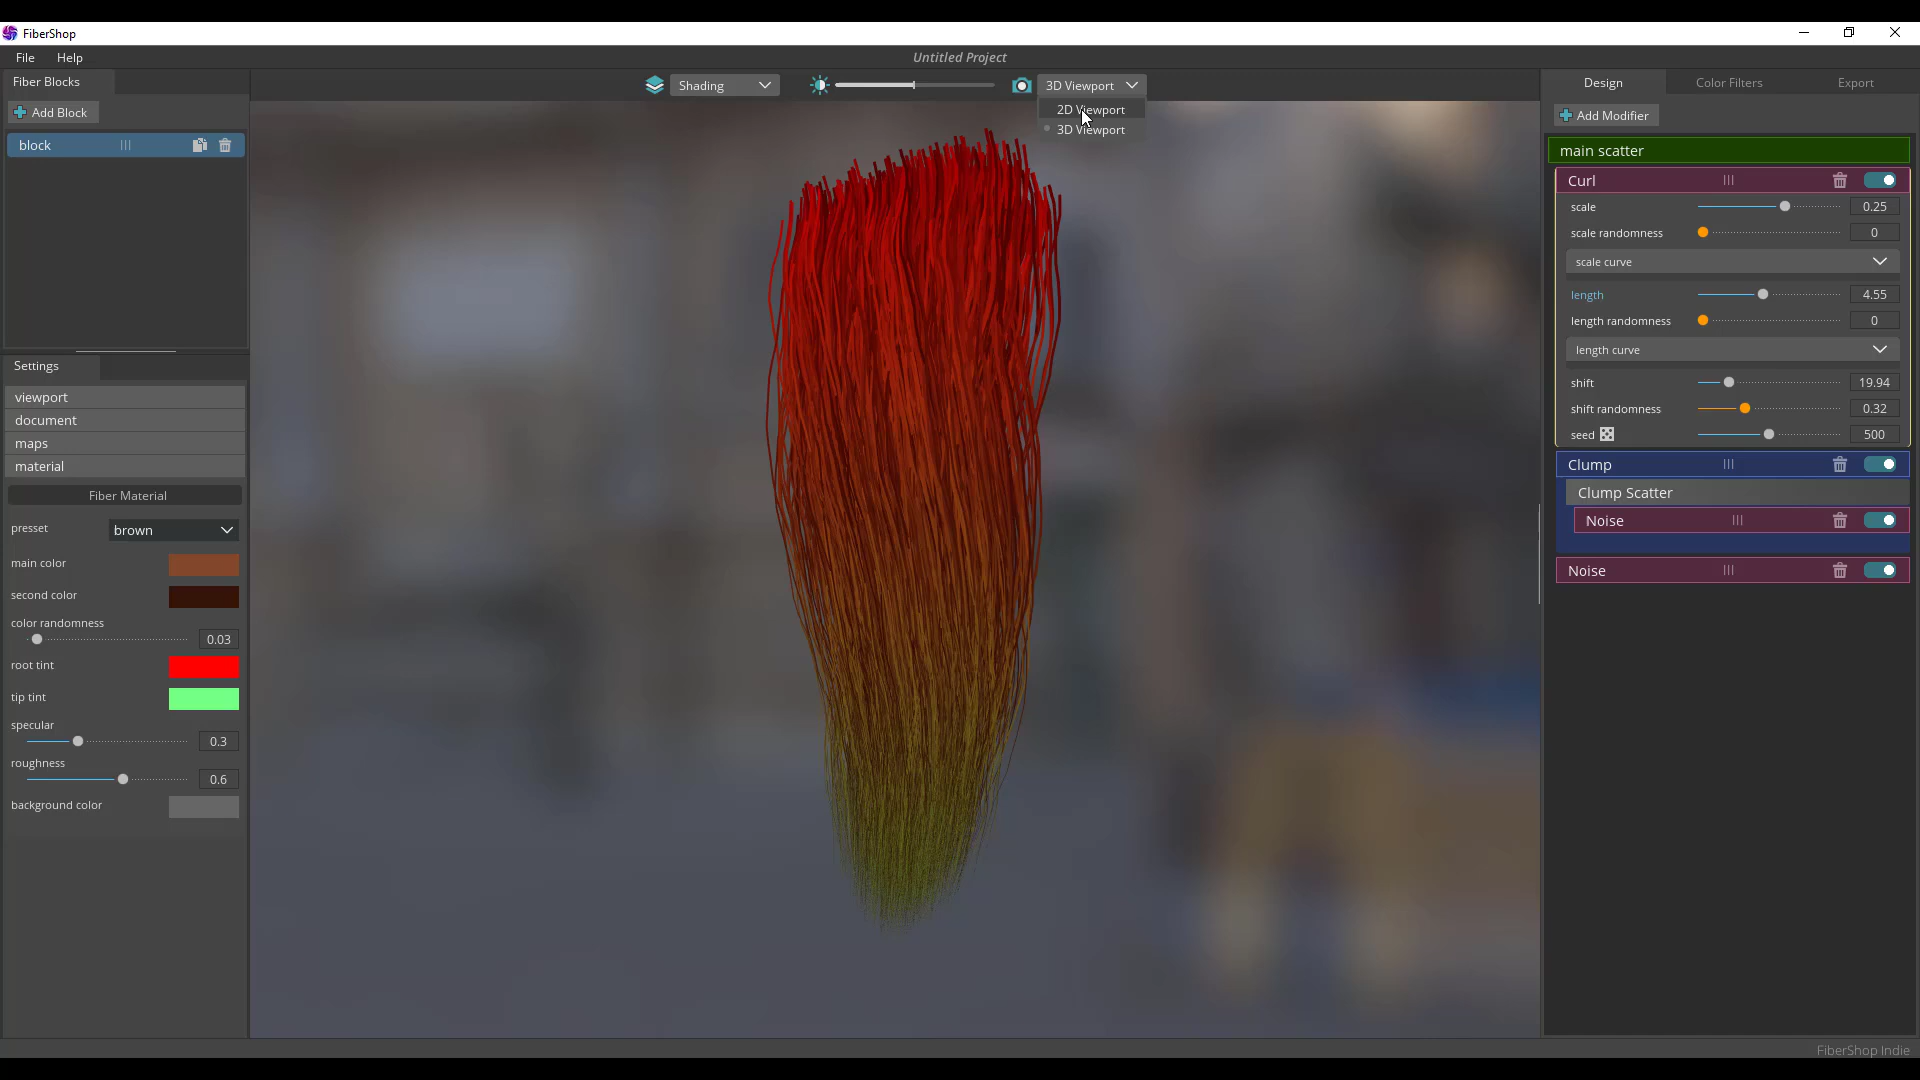 FiberShop
File Help
Untitled Project
Fiber Blocks
Add Block
block
Shading
3D Viewport
2D Viewport
3D Viewport
Settings
viewport
document
maps
material
Fiber Material
presset
brown
main color
second color
color randomness
0.03
root tint
tip tint
specular
0.3
roughness
0.6
background color
Design Color Filters Export
Add Modifier
main scatter
Curl
scale 0.25
scale randomness 0
scale curve
length 4.55
length randomness 0
length curve
shift 19.94
shift randomness 0.32
seed 500
Clump
Clump Scatter
Noise
Noise
FiberShop Indie